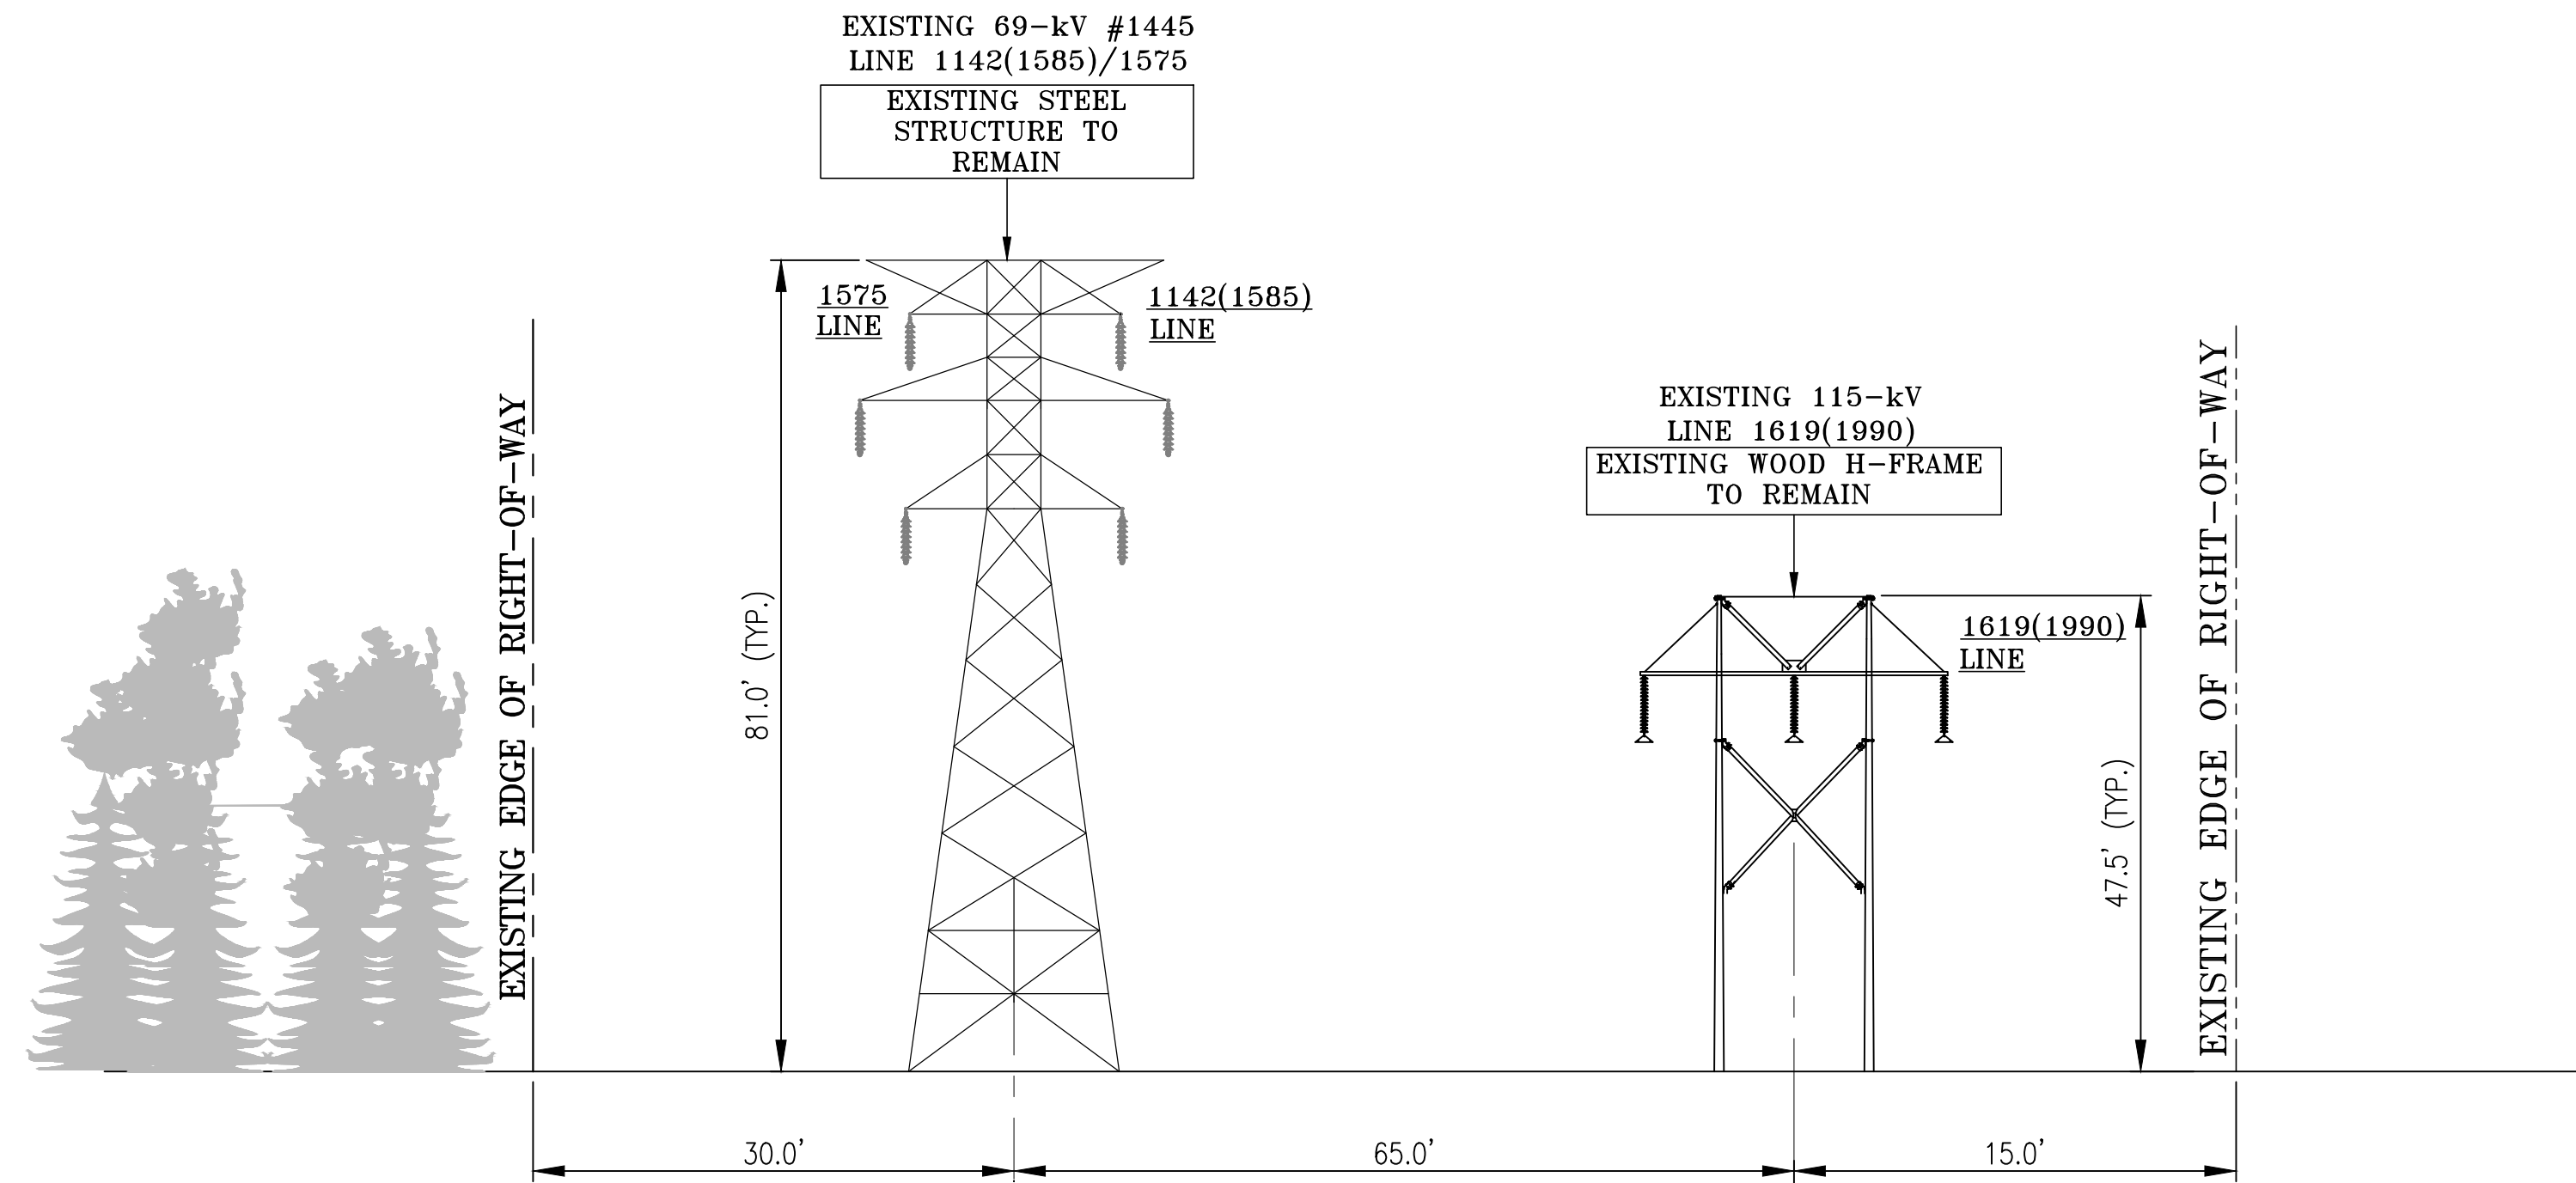 EXISTING 69-kV #1445
LINE 1142(1585)/1575
EXISTING STEEL
STRUCTURE TO
REMAIN
1575
LINE
1142(1585)
LINE
EXISTING EDGE OF RIGHT-OF-WAY
81.0' (TYP.)
EXISTING 115-kV
LINE 1619(1990)
EXISTING WOOD H-FRAME
TO REMAIN
1619(1990)
LINE
47.5' (TYP.)
EXISTING EDGE OF RIGHT-OF-WAY
30.0'
65.0'
15.0'